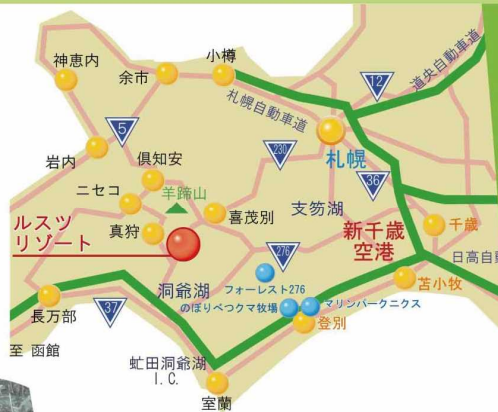 神恵内
余市
小樽
札幌自動車道
12
道央自動車道
5
岩内
倶知安
230
札幌
36
ニセコ
羊蹄山
支笏湖
真狩
喜茂別
新千歳
空港
千歳
ルスツ
リゾート
276
日高自動
フォーレスト276
苫小牧
洞爺湖
のぼりべつクマ牧場
マリンパークニクス
登別
長万部
37
至 函館
虻田洞爺湖
I.C.
室蘭